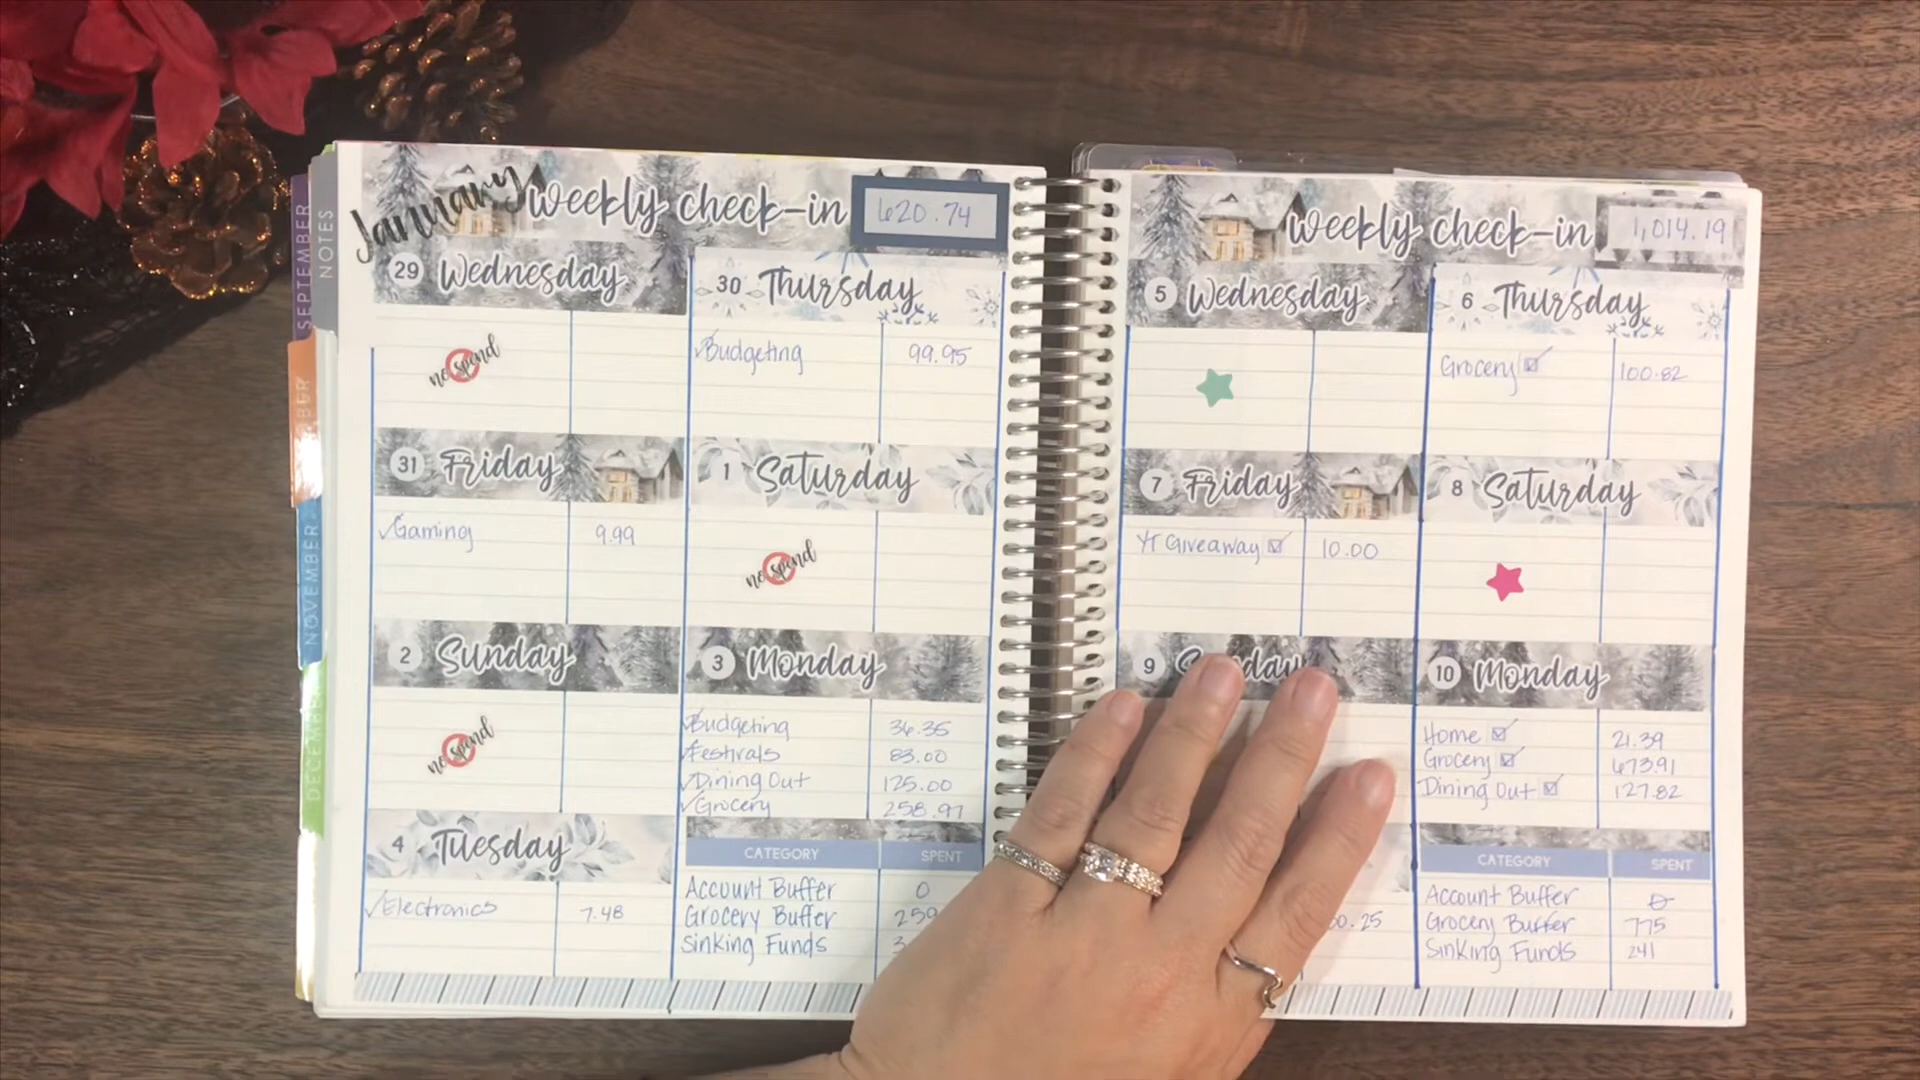 SEPTEMBER
NOTES
NOVEMBER
DECEMBER
January weekly check-in 620.74
29 Wednesday
no spend
30 Thursday
Budgeting 99.95
31 Friday
Gaming 9.99
1 Saturday
no spend
2 Sunday
no spend
3 Monday
Budgeting 36.35
Festivals 83.00
Dining Out 125.00
Grocery 258.97
4 Tuesday
Electronics 7.48
CATEGORY SPENT
Account Buffer 0
Grocery Buffer 259
Sinking Funds
weekly check-in 1,014.19
5 Wednesday
6 Thursday
Grocery 100.82
7 Friday
YT Giveaway 10.00
8 Saturday
9 Sunday
10 Monday
Home 21.39
Grocery 673.91
Dining Out 127.82
0.25
CATEGORY SPENT
Account Buffer 0
Grocery Buffer 775
Sinking Funds 241